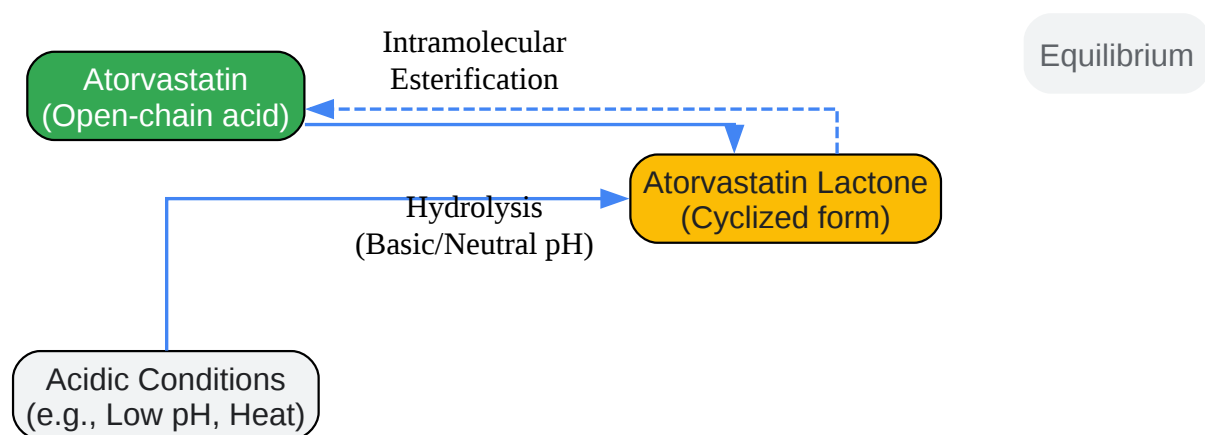 Intramolecular
Esterification
Equilibrium
Atorvastatin
(Open-chain acid)
Atorvastatin Lactone
(Cyclized form)
Hydrolysis
(Basic/Neutral pH)
Acidic Conditions
(e.g., Low pH, Heat)